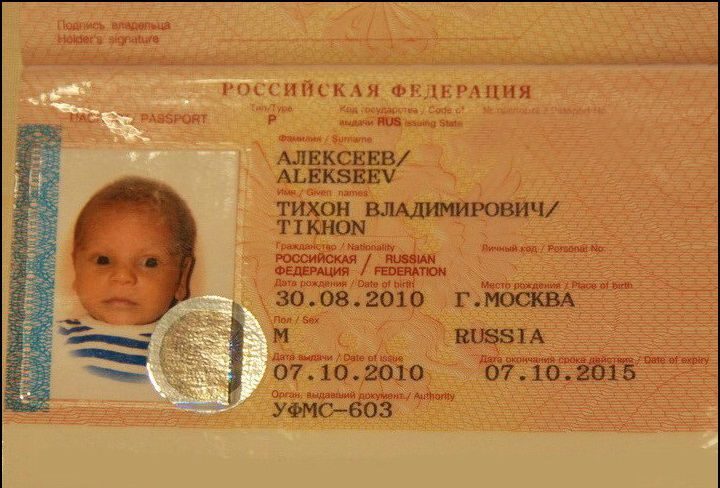 Подпись владельца
Holder's signature
РОССИЙСКАЯ ФЕДЕРАЦИЯ
Тип/Type Код государства / Code of № паспорта / Passport No.
PASSPORT P выдачи RUS issuing State
Фамилия / Surname
АЛЕКСЕЕВ/
ALEKSEEV
Имя / Given names
ТИХОН ВЛАДИМИРОВИЧ/
TIKHON
Гражданство / Nationality Личный код / Personal No.
РОССИЙСКАЯ / RUSSIAN
ФЕДЕРАЦИЯ / FEDERATION
Дата рождения / Date of birth Место рождения / Place of birth
30.08.2010 Г.МОСКВА
Пол / Sex
М RUSSIA
Дата выдачи / Date of issue Дата окончания срока действия / Date of expiry
07.10.2010 07.10.2015
Орган, выдавший документ / Authority
УФМС-603